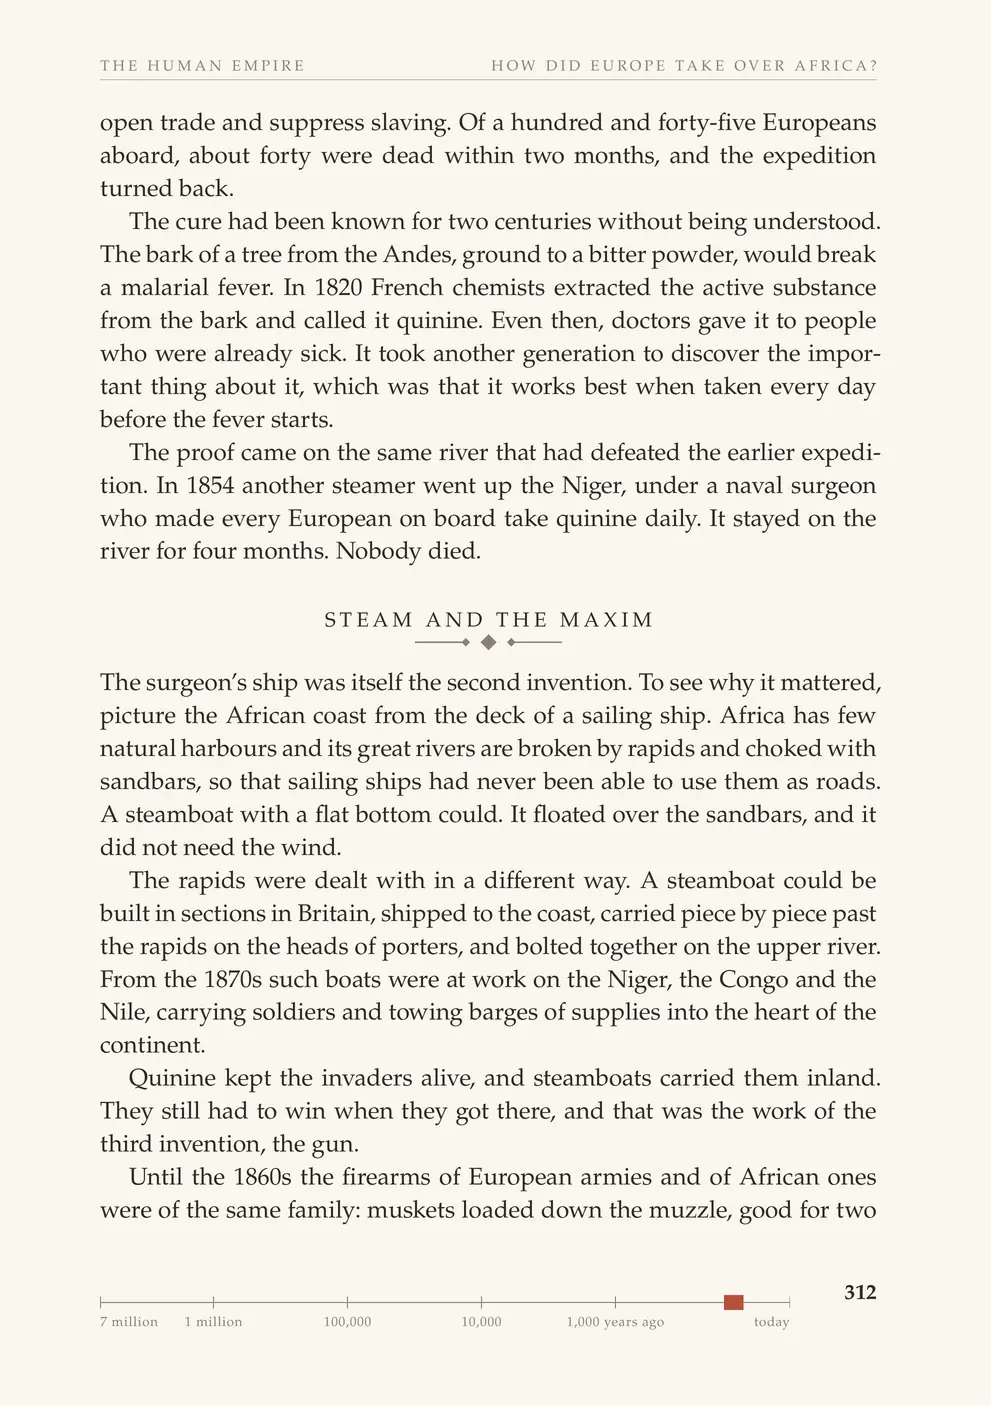 THE HUMAN EMPIRE HOW DID EUROPE TAKE OVER AFRICA?
open trade and suppress slaving. Of a hundred and forty-five Europeans
aboard, about forty were dead within two months, and the expedition
turned back.
The cure had been known for two centuries without being understood.
The bark of a tree from the Andes, ground to a bitter powder, would break
a malarial fever. In 1820 French chemists extracted the active substance
from the bark and called it quinine. Even then, doctors gave it to people
who were already sick. It took another generation to discover the impor-
tant thing about it, which was that it works best when taken every day
before the fever starts.
The proof came on the same river that had defeated the earlier expedi-
tion. In 1854 another steamer went up the Niger, under a naval surgeon
who made every European on board take quinine daily. It stayed on the
river for four months. Nobody died.
STEAM AND THE MAXIM
The surgeon’s ship was itself the second invention. To see why it mattered,
picture the African coast from the deck of a sailing ship. Africa has few
natural harbours and its great rivers are broken by rapids and choked with
sandbars, so that sailing ships had never been able to use them as roads.
A steamboat with a flat bottom could. It floated over the sandbars, and it
did not need the wind.
The rapids were dealt with in a different way. A steamboat could be
built in sections in Britain, shipped to the coast, carried piece by piece past
the rapids on the heads of porters, and bolted together on the upper river.
From the 1870s such boats were at work on the Niger, the Congo and the
Nile, carrying soldiers and towing barges of supplies into the heart of the
continent.
Quinine kept the invaders alive, and steamboats carried them inland.
They still had to win when they got there, and that was the work of the
third invention, the gun.
Until the 1860s the firearms of European armies and of African ones
were of the same family: muskets loaded down the muzzle, good for two
312
7 million 1 million 100,000 10,000 1,000 years ago today